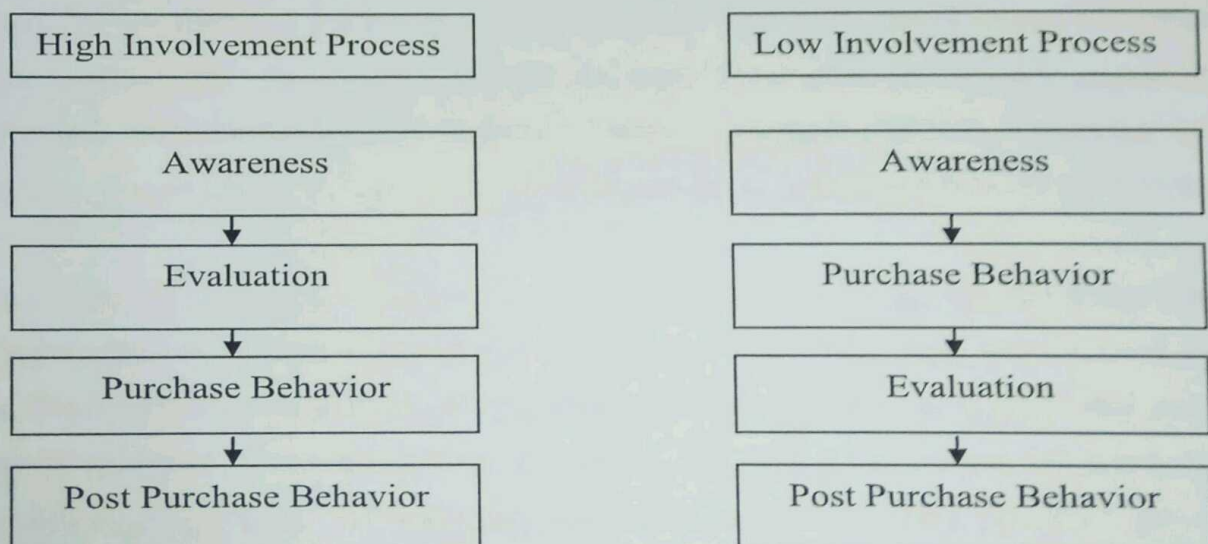 High Involvement Process
Low Involvement Process
Awareness
Evaluation
Purchase Behavior
Post Purchase Behavior
Awareness
Purchase Behavior
Evaluation
Post Purchase Behavior